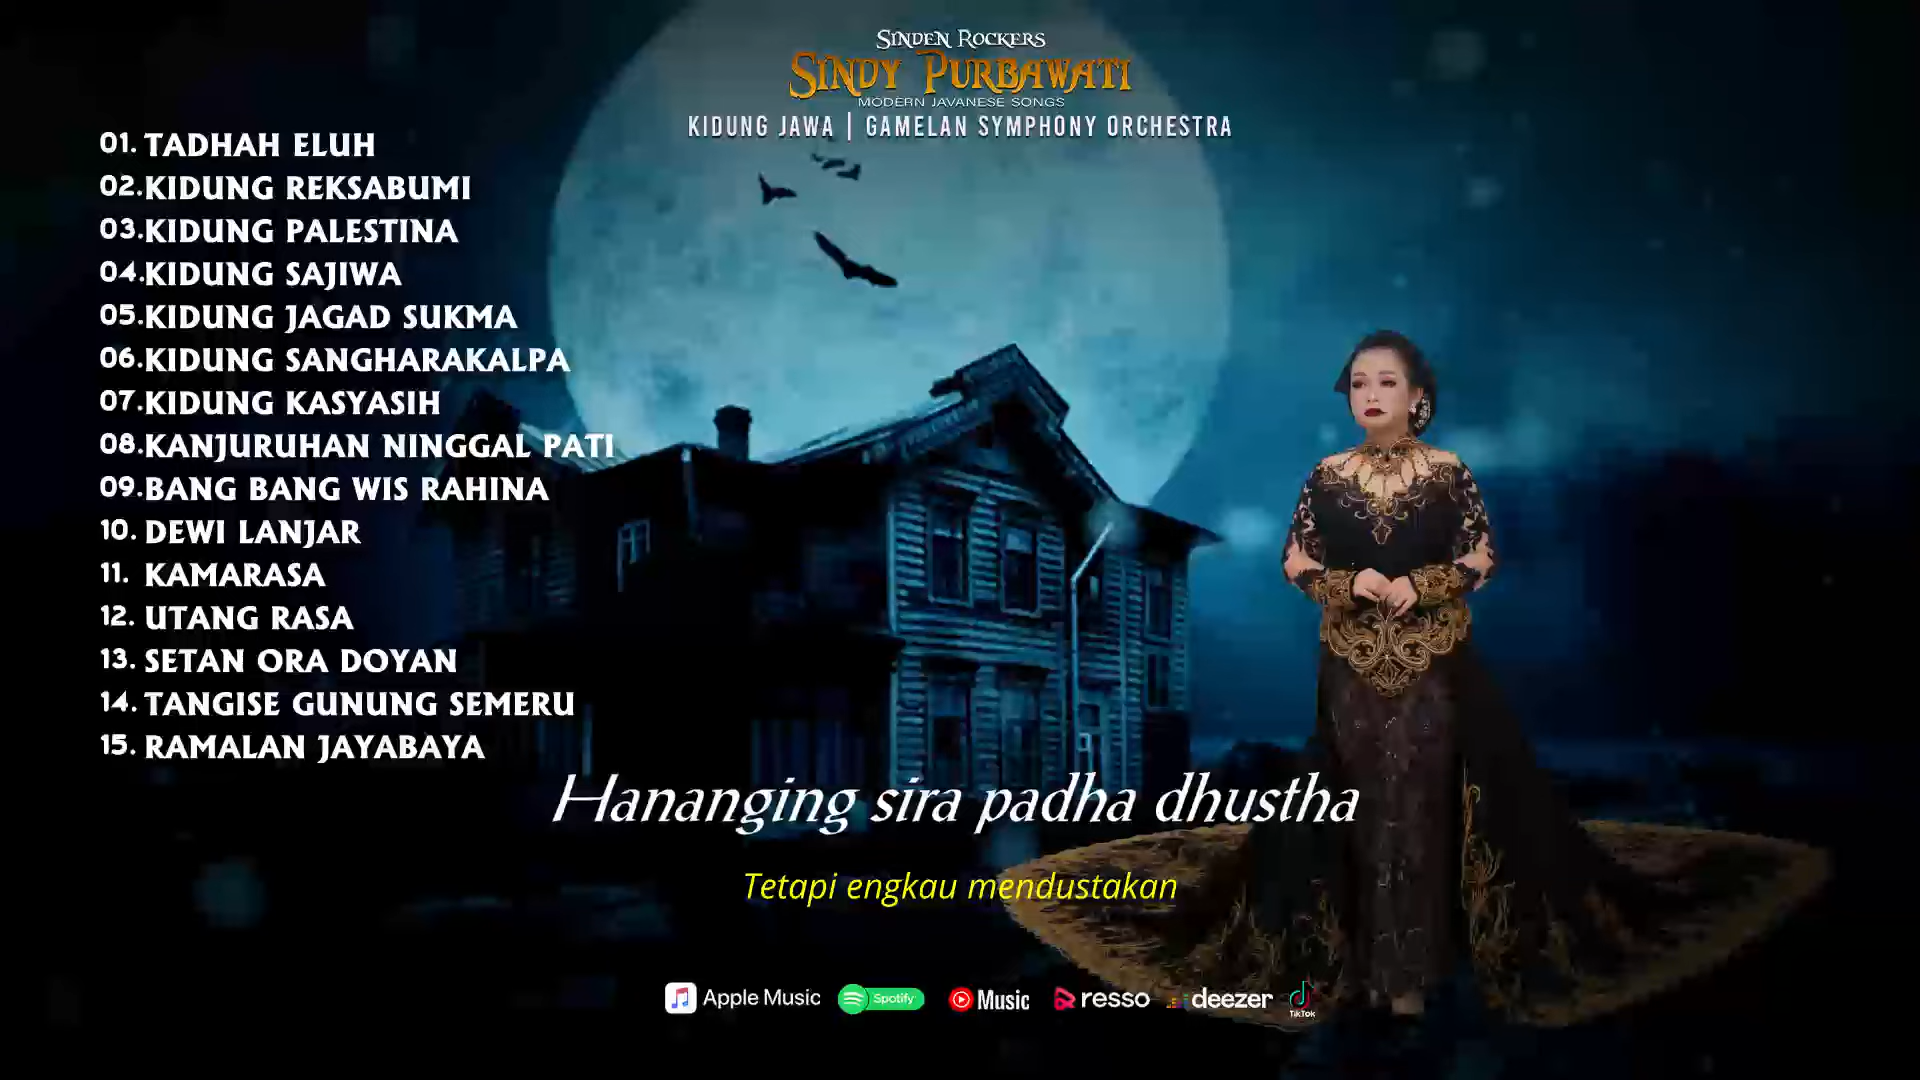 SINDEN ROCKERS
SINDY PURBAWATI
MODERN JAVANESE SONGS
KIDUNG JAWA | GAMELAN SYMPHONY ORCHESTRA
01. TADHAH ELUH
02. KIDUNG REKSABUMI
03. KIDUNG PALESTINA
04. KIDUNG SAJIWA
05. KIDUNG JAGAD SUKMA
06. KIDUNG SANGHARAKALPA
07. KIDUNG KASYASIH
08. KANJURUHAN NINGGAL PATI
09. BANG BANG WIS RAHINA
10. DEWI LANJAR
11. KAMARASA
12. UTANG RASA
13. SETAN ORA DOYAN
14. TANGISE GUNUNG SEMERU
15. RAMALAN JAYABAYA
Hananging sira padha dhustha
Tetapi engkau mendustakan
Apple Music Spotify Music resso deezer TikTok